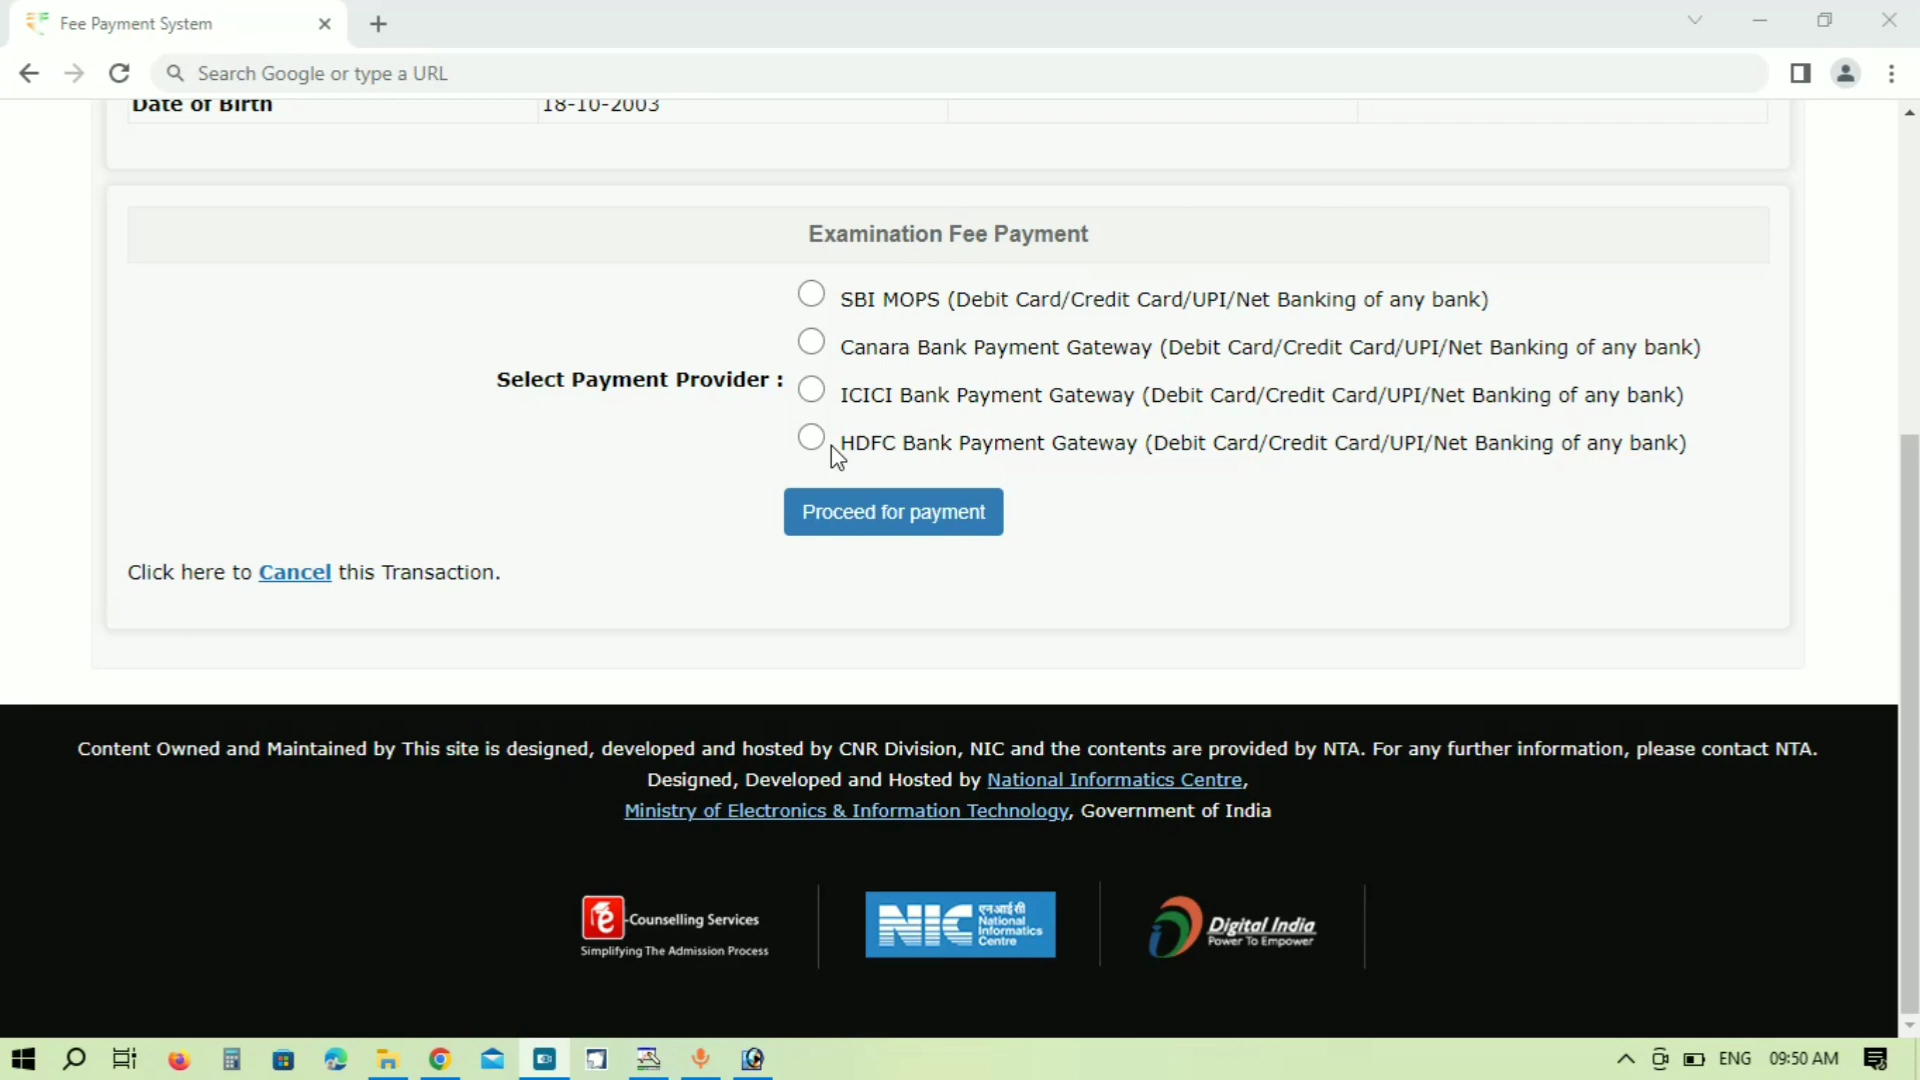 Fee Payment System
Search Google or type a URL
Date of Birth 18-10-2003
Examination Fee Payment
Select Payment Provider :
SBI MOPS (Debit Card/Credit Card/UPI/Net Banking of any bank)
Canara Bank Payment Gateway (Debit Card/Credit Card/UPI/Net Banking of any bank)
ICICI Bank Payment Gateway (Debit Card/Credit Card/UPI/Net Banking of any bank)
HDFC Bank Payment Gateway (Debit Card/Credit Card/UPI/Net Banking of any bank)
Proceed for payment
Click here to Cancel this Transaction.
Content Owned and Maintained by This site is designed, developed and hosted by CNR Division, NIC and the contents are provided by NTA. For any further information, please contact NTA.
Designed, Developed and Hosted by National Informatics Centre,
Ministry of Electronics & Information Technology, Government of India
e-Counselling Services
Simplifying The Admission Process
NIC
एनआईसी
National
Informatics
Centre
Digital India
Power To Empower
ENG 09:50 AM